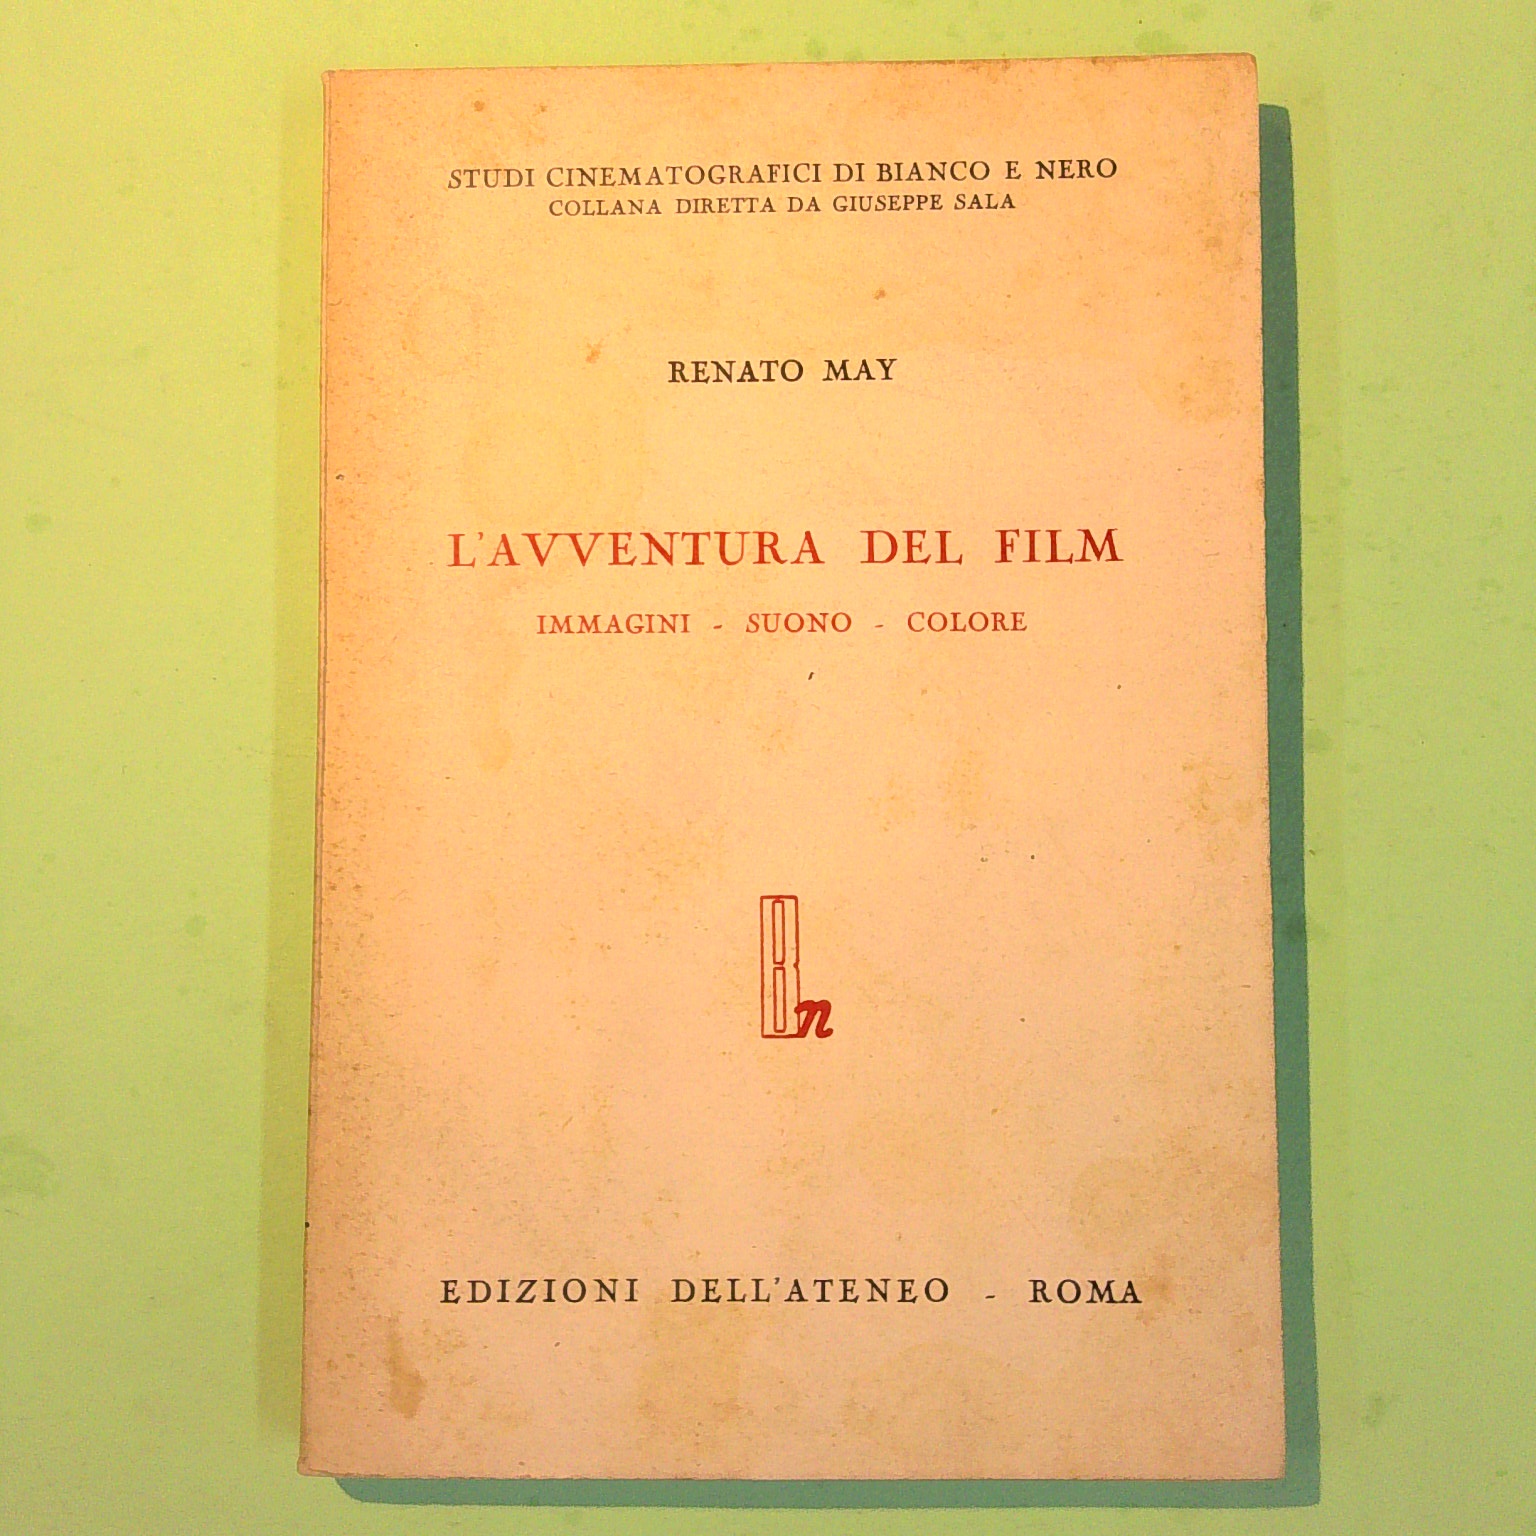 STUDI CINEMATOGRAFICI DI BIANCO E NERO
COLLANA DIRETTA DA GIUSEPPE SALA
RENATO MAY
L'AVVENTURA DEL FILM
IMMAGINI - SUONO - COLORE
Bn
EDIZIONI DELL'ATENEO - ROMA